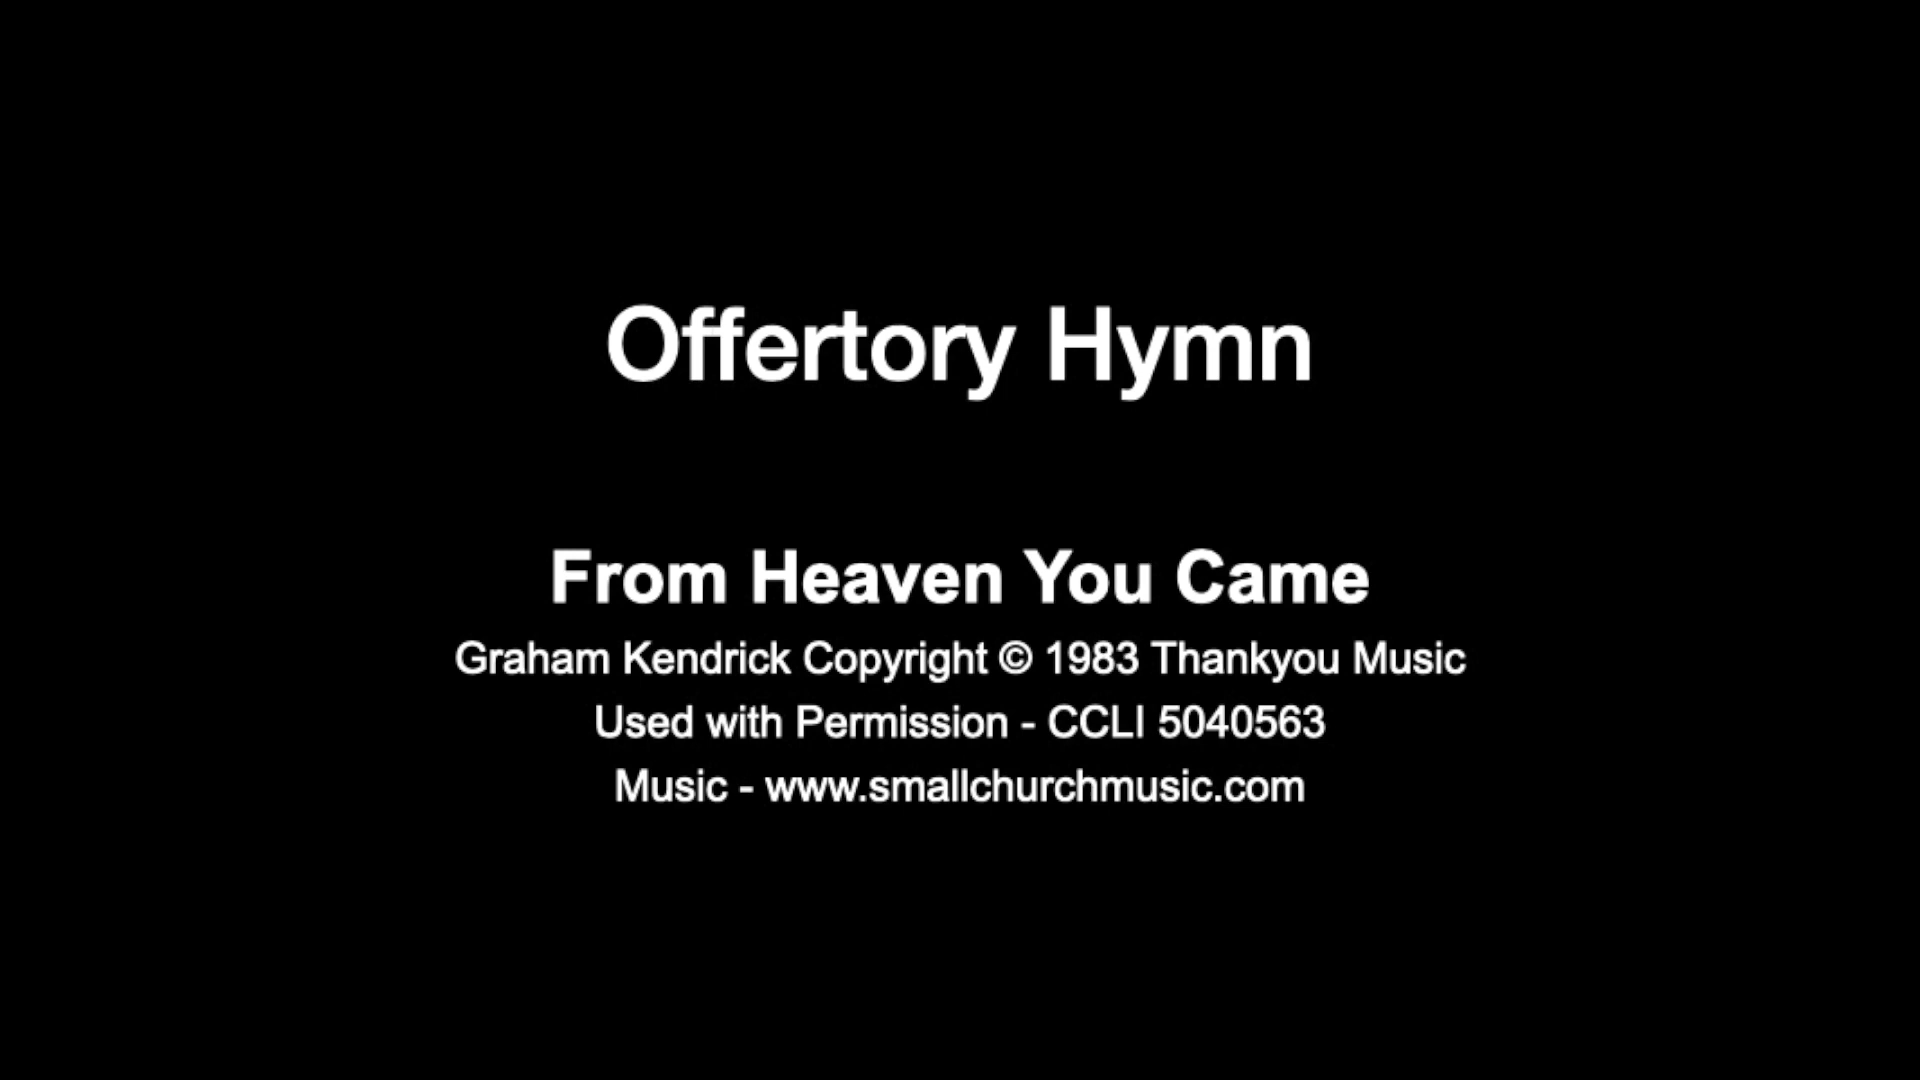 Offertory Hymn
From Heaven You Came
Graham Kendrick Copyright © 1983 Thankyou Music
Used with Permission - CCLI 5040563
Music - www.smallchurchmusic.com